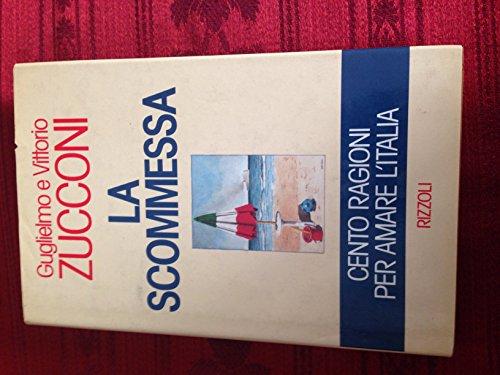 Guglielmo e Vittorio
ZUCCONI
LA
SCOMMESSA
CENTO RAGIONI
PER AMARE L'ITALIA
RIZZOLI